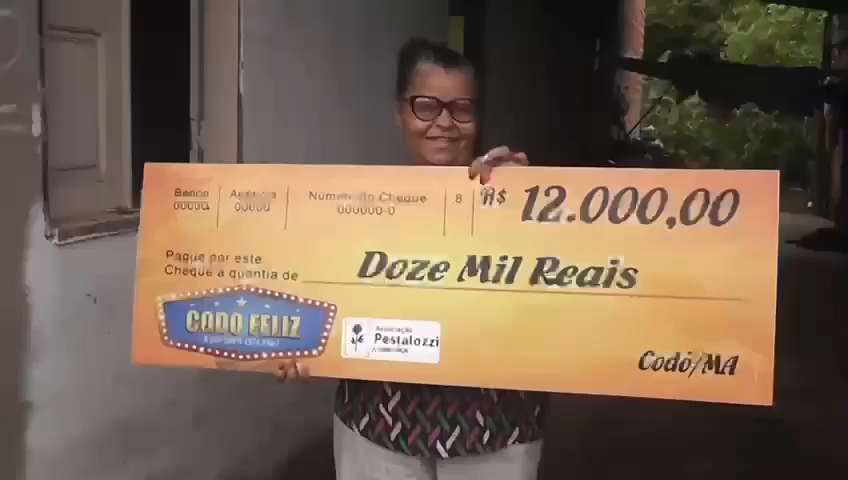 Banco
00000
Agência
00000
Número do Cheque
000000-0
8
R$ 12.000,00
Pague por este
Cheque a quantia de
Doze Mil Reais
CODÓ FELIZ
Associação
Pestalozzi
Codó/MA